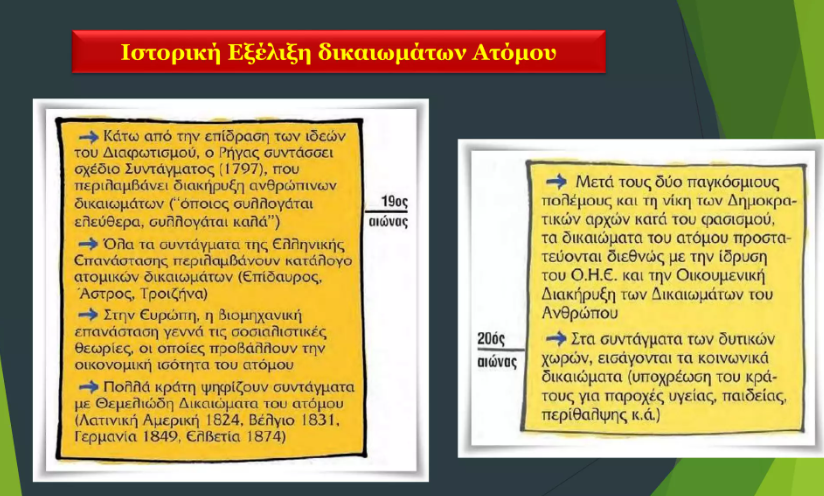 Ιστορική Εξέλιξη δικαιωμάτων Ατόμου
→ Κάτω από την επίδραση των ιδεών
του Διαφωτισμού, ο Ρήγας συντάσσει
σχέδιο Συντάγματος (1797), που
περιλαμβάνει διακήρυξη ανθρώπινων
δικαιωμάτων ("όποιος συλλογάται
ελεύθερα, συλλογάται καλά")
→ Όλα τα συντάγματα της Ελληνικής
Επανάστασης περιλαμβάνουν κατάλογο
ατομικών δικαιωμάτων (Επίδαυρος,
Άστρος, Τροιζήνα)
→ Στην Ευρώπη, η βιομηχανική
επανάσταση γεννά τις σοσιαλιστικές
θεωρίες, οι οποίες προβάλλουν την
οικονομική ισότητα του ατόμου
→ Πολλά κράτη ψηφίζουν συντάγματα
με Θεμελιώδη Δικαιώματα του ατόμου
(Λατινική Αμερική 1824, Βέλγιο 1831,
Γερμανία 1849, Ελβετία 1874)
19ος
αιώνας
→ Μετά τους δύο παγκόσμιους
πολέμους και τη νίκη των Δημοκρα-
τικών αρχών κατά του φασισμού,
τα δικαιώματα του ατόμου προστα-
τεύονται διεθνώς με την ίδρυση
του Ο.Η.Ε. και την Οικουμενική
Διακήρυξη των Δικαιωμάτων του
Ανθρώπου
→ Στα συντάγματα των δυτικών
χωρών, εισάγονται τα κοινωνικά
δικαιώματα (υποχρέωση του κρά-
τους για παροχές υγείας, παιδείας,
περίθαλψης κ.ά.)
20ός
αιώνας